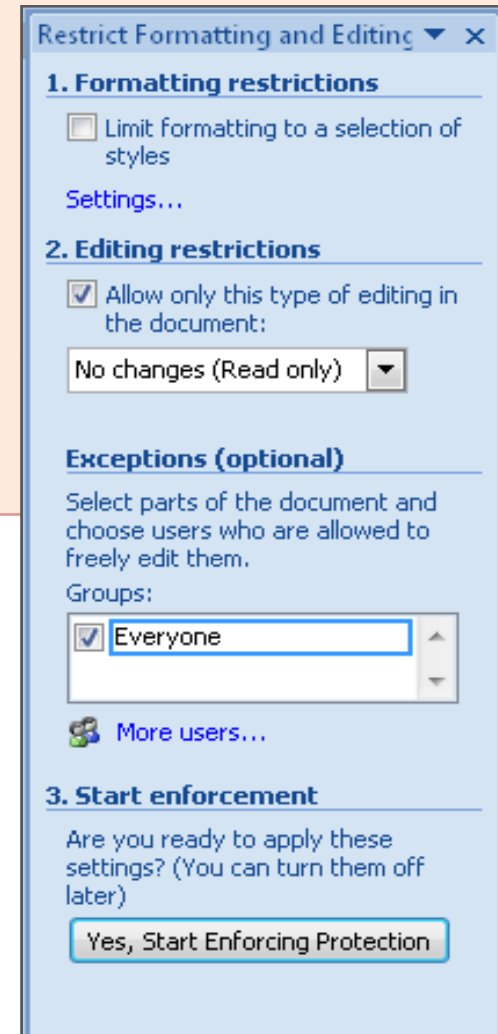 Restrict Formatting and Editing
1. Formatting restrictions
Limit formatting to a selection of
styles
Settings...
2. Editing restrictions
Allow only this type of editing in
the document:
No changes (Read only)
Exceptions (optional)
Select parts of the document and
choose users who are allowed to
freely edit them.
Groups:
Everyone
More users...
3. Start enforcement
Are you ready to apply these
settings? (You can turn them off
later)
Yes, Start Enforcing Protection